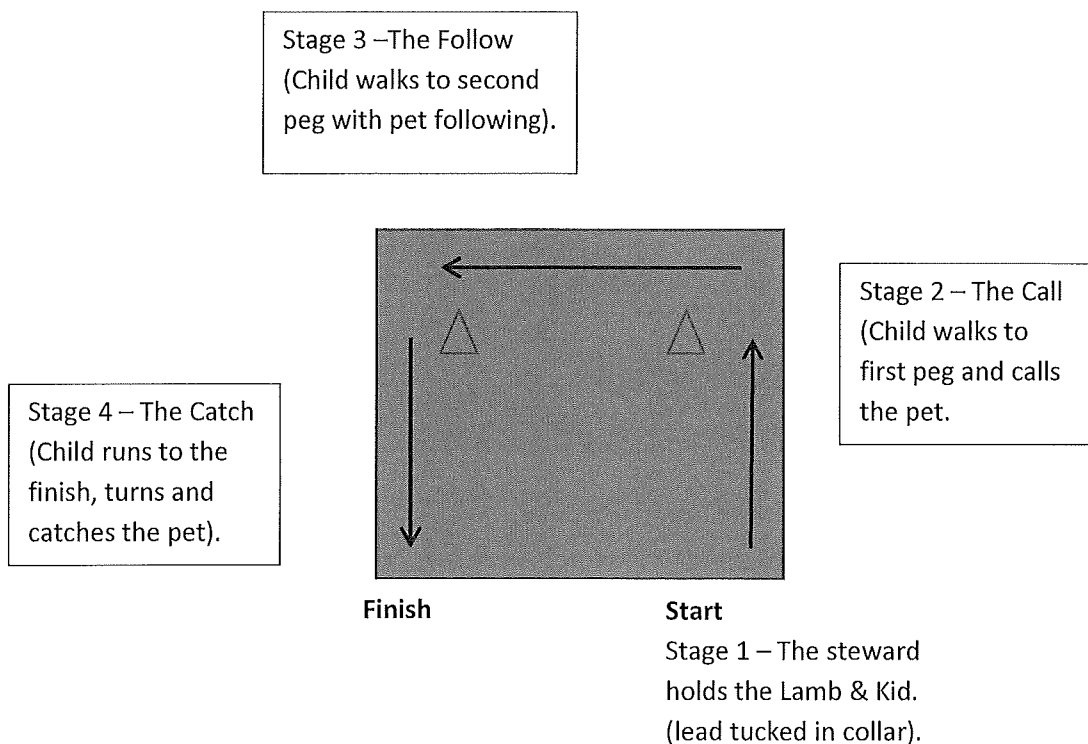 Stage 3 –The Follow
(Child walks to second
peg with pet following).
Stage 2 – The Call
(Child walks to
first peg and calls
the pet.
Stage 4 – The Catch
(Child runs to the
finish, turns and
catches the pet).
Finish
Start
Stage 1 – The steward
holds the Lamb & Kid.
(lead tucked in collar).